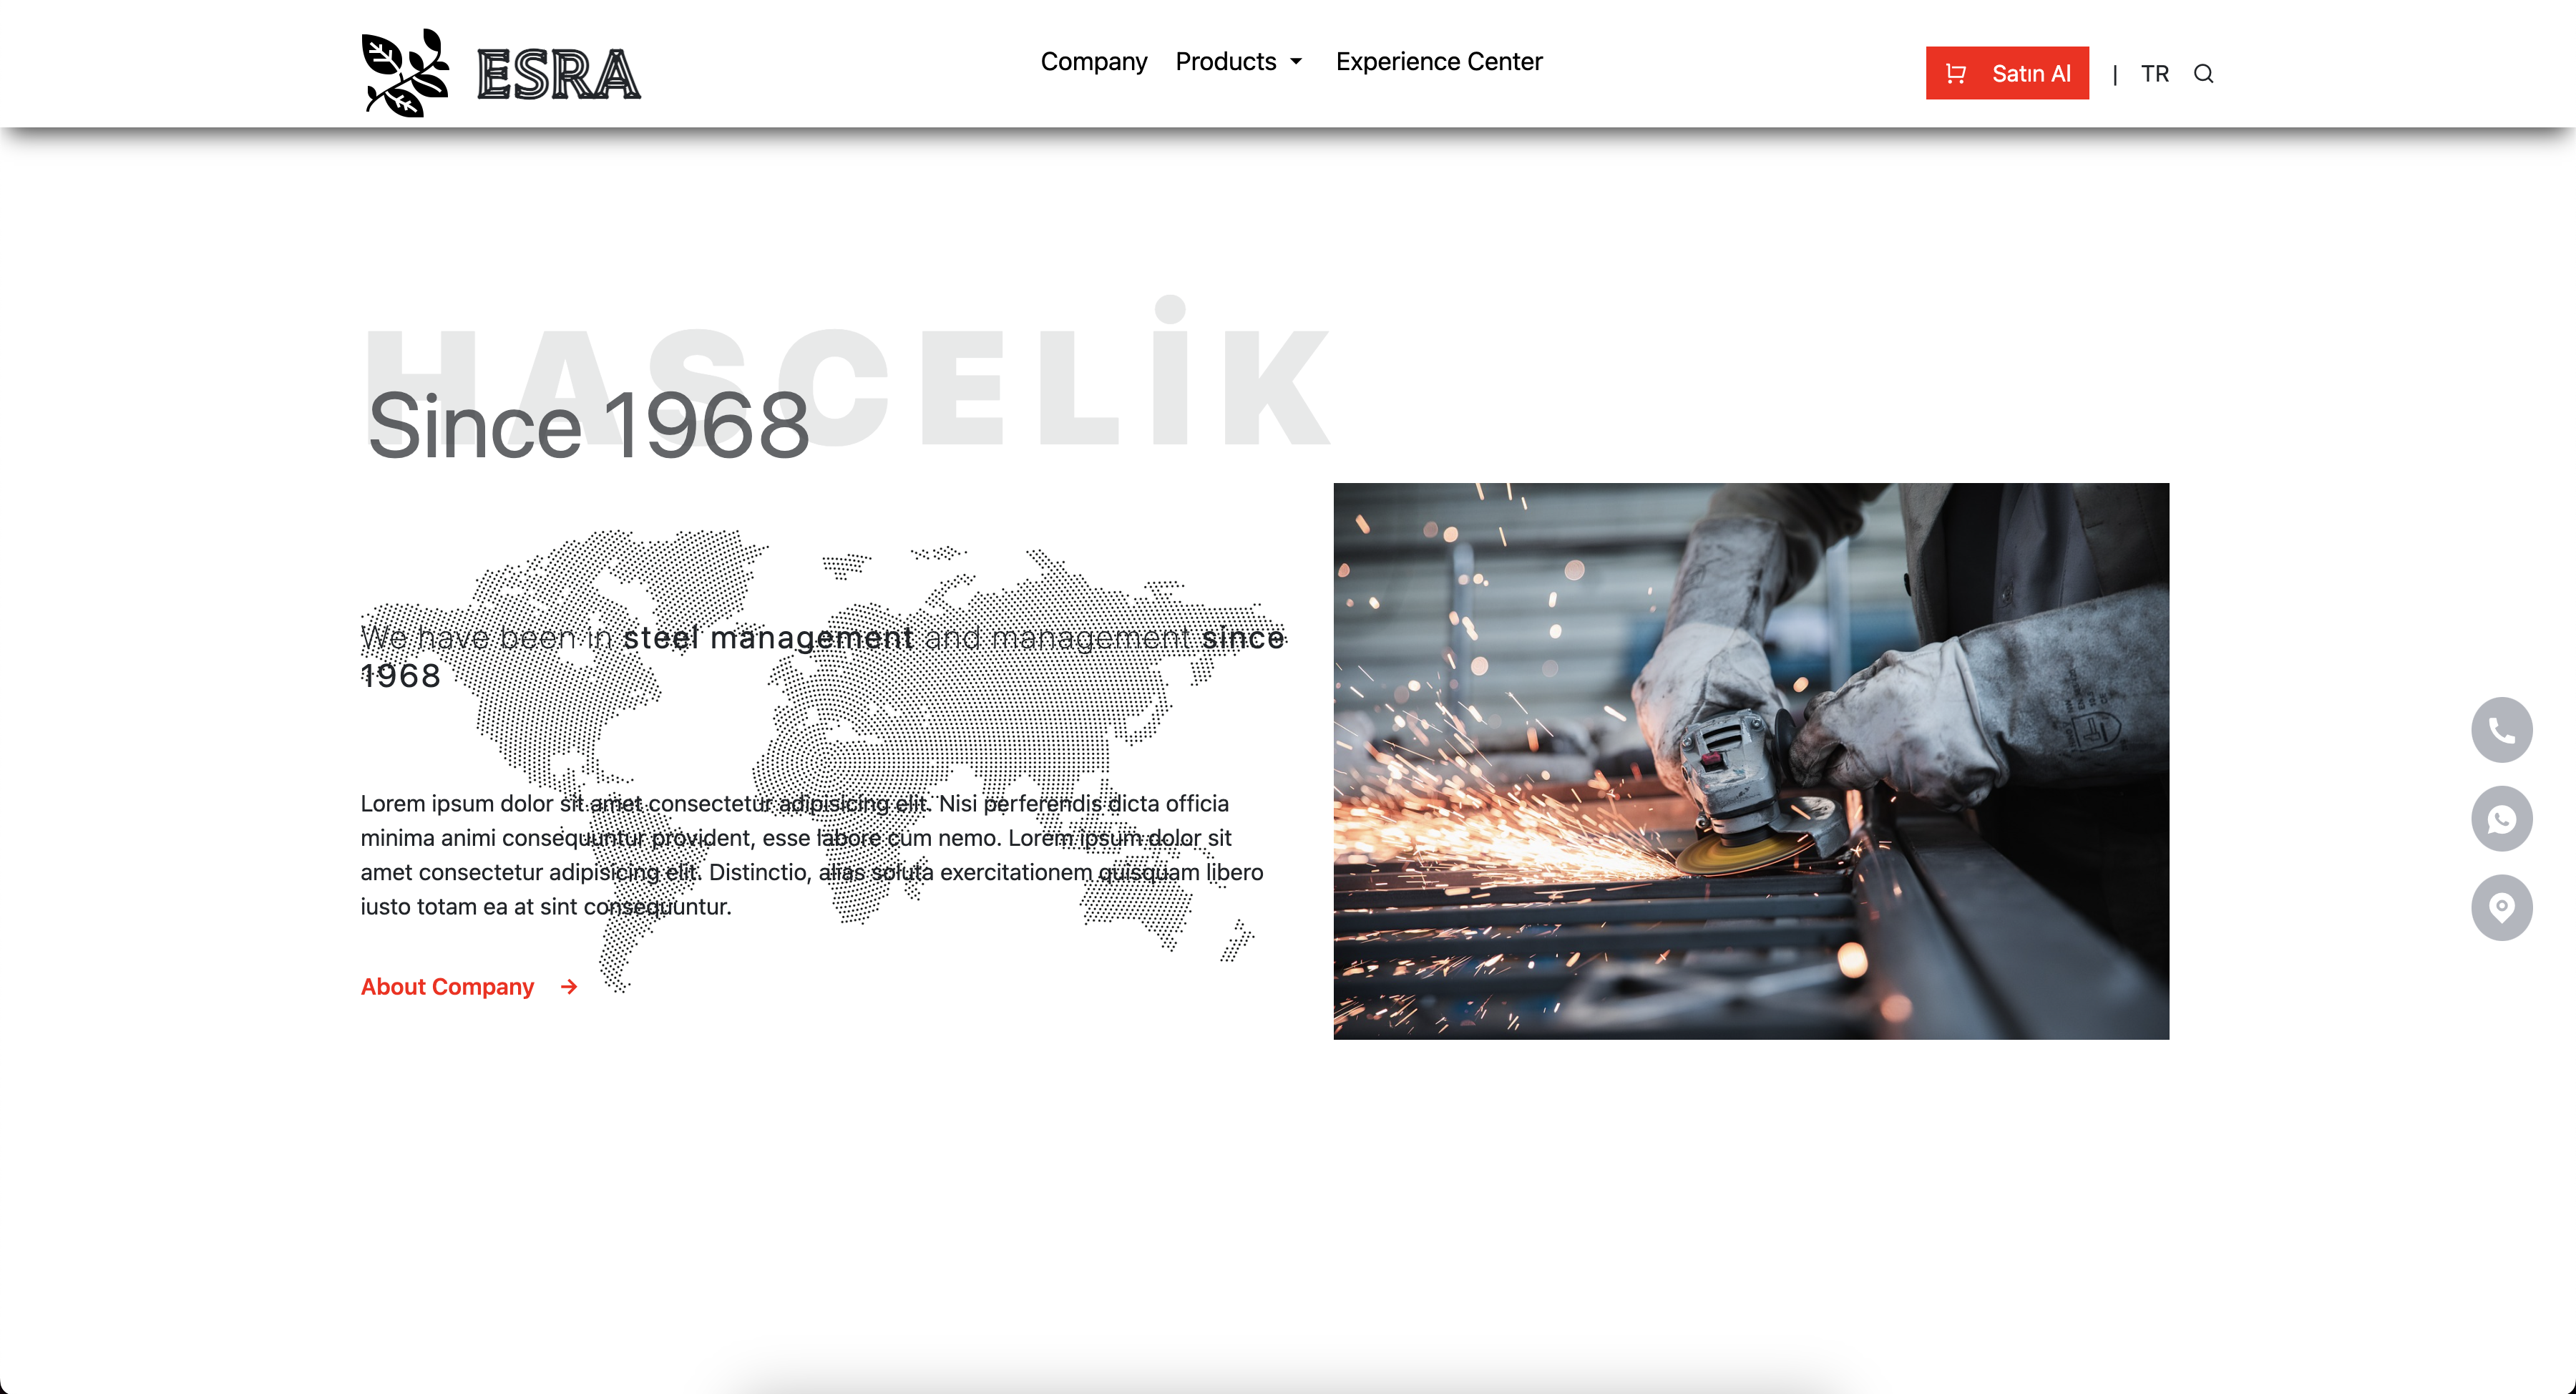 ESRA
Company Products Experience Center
Satın Al | TR
HASCELİK
Since 1968
We have been in steel management and management since
1968
Lorem ipsum dolor sit amet consectetur adipisicing elit. Nisi perferendis dicta officia
minima animi consequuntur provident, esse labore cum nemo. Lorem ipsum dolor sit
amet consectetur adipisicing elit. Distinctio, alias soluta exercitationem quisquam libero
iusto totam ea at sint consequuntur.
About Company →